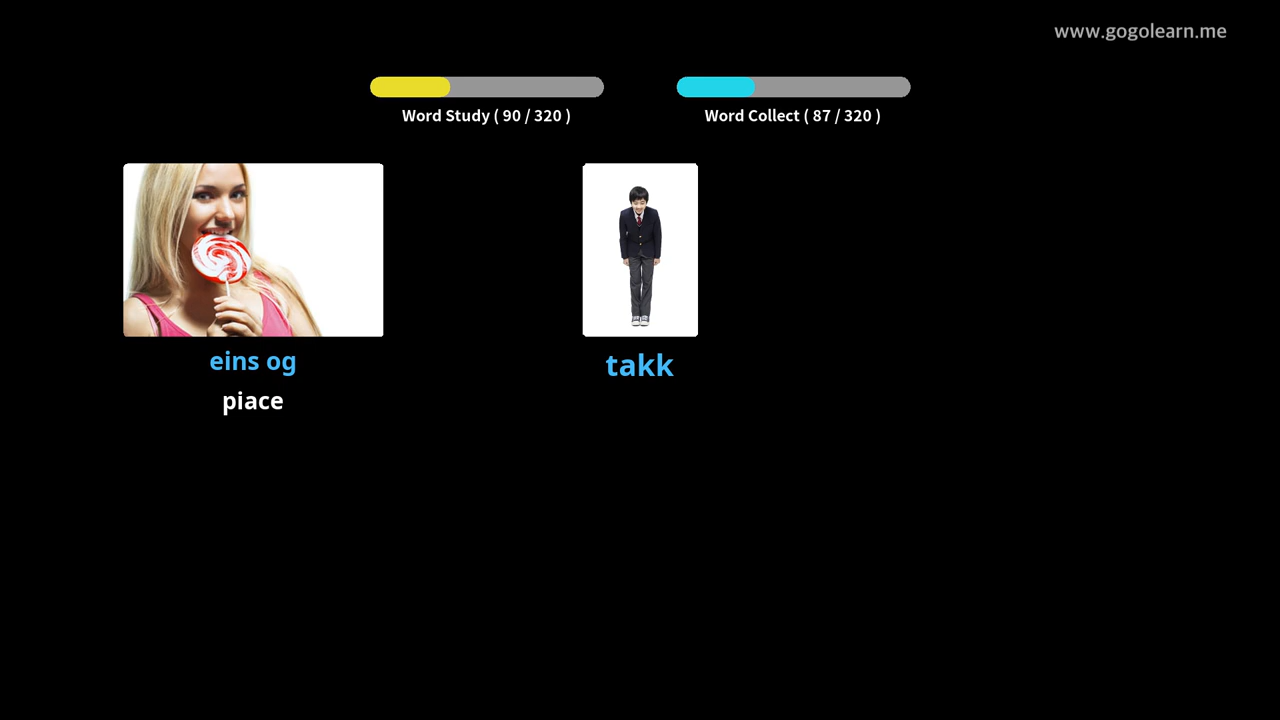 www.gogolearn.me
Word Study ( 90 / 320 )
Word Collect ( 87 / 320 )
eins og
piace
takk